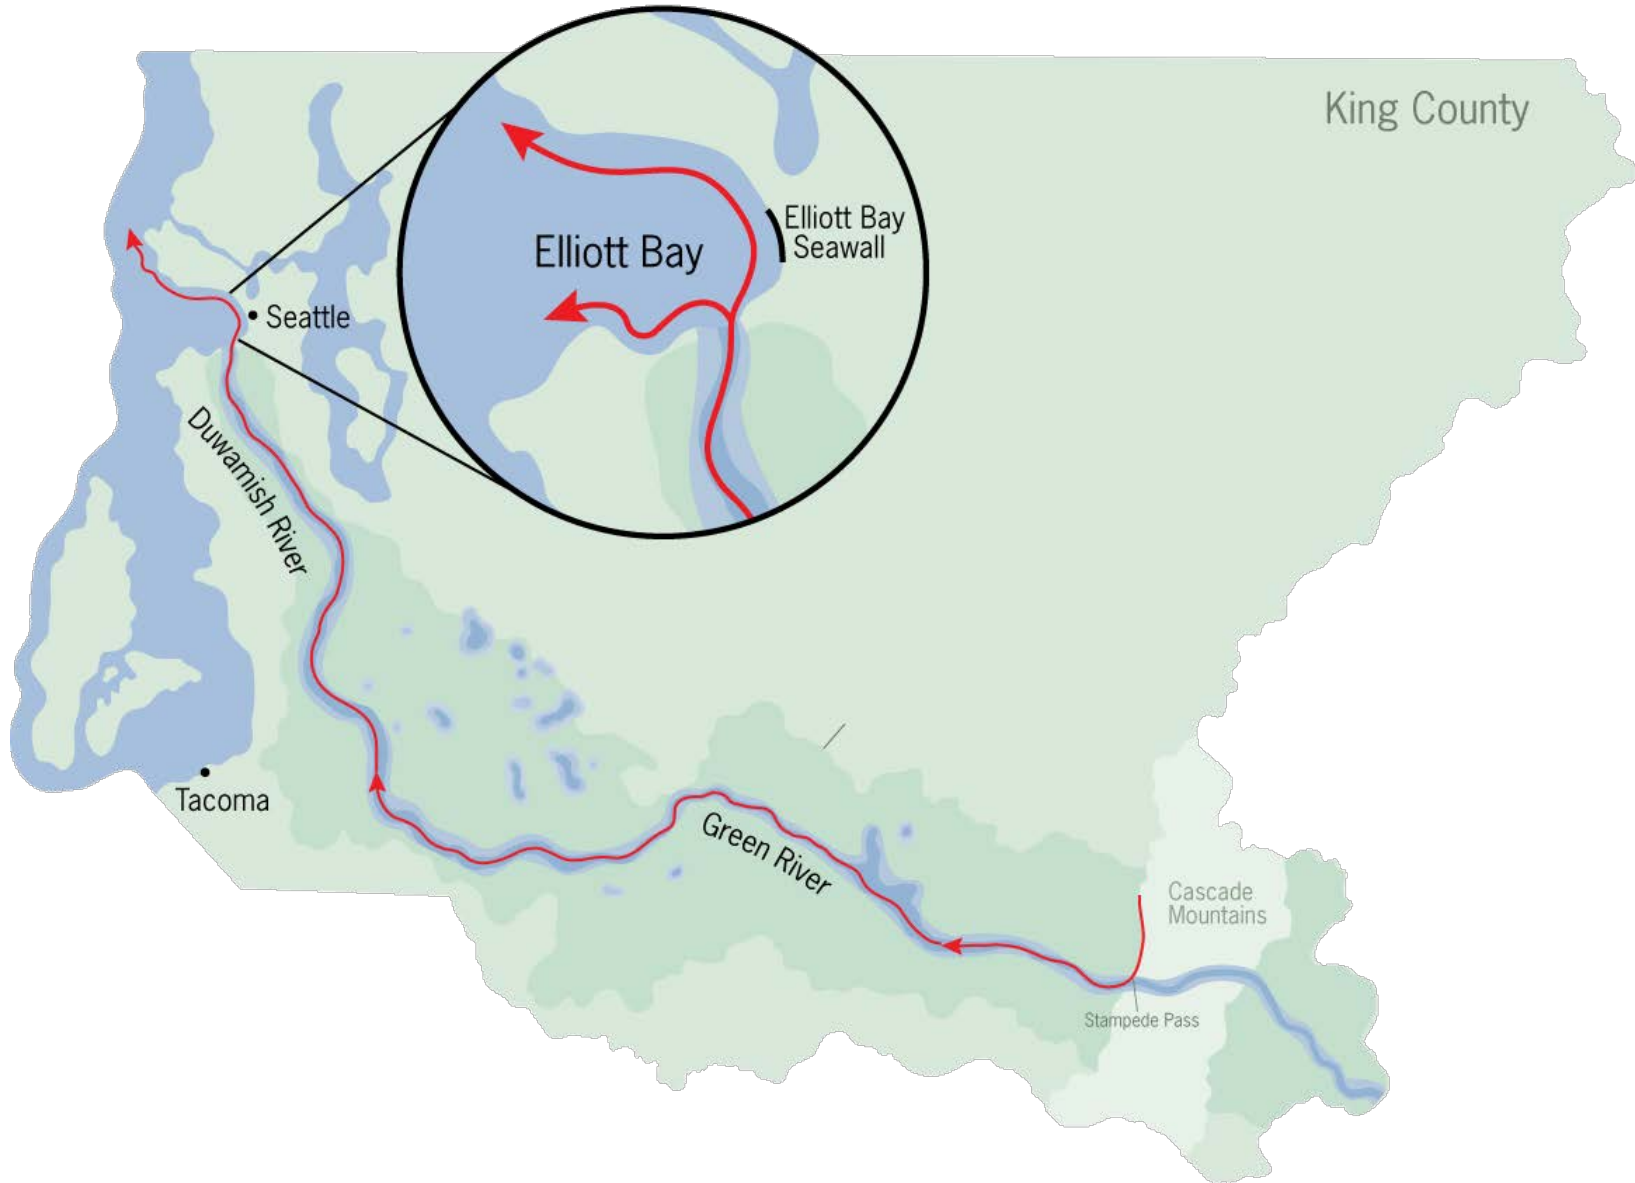 King County
Elliott Bay
Seawall
Elliott Bay
Seattle
Duwamish River
Tacoma
Green River
Cascade
Mountains
Stampede Pass